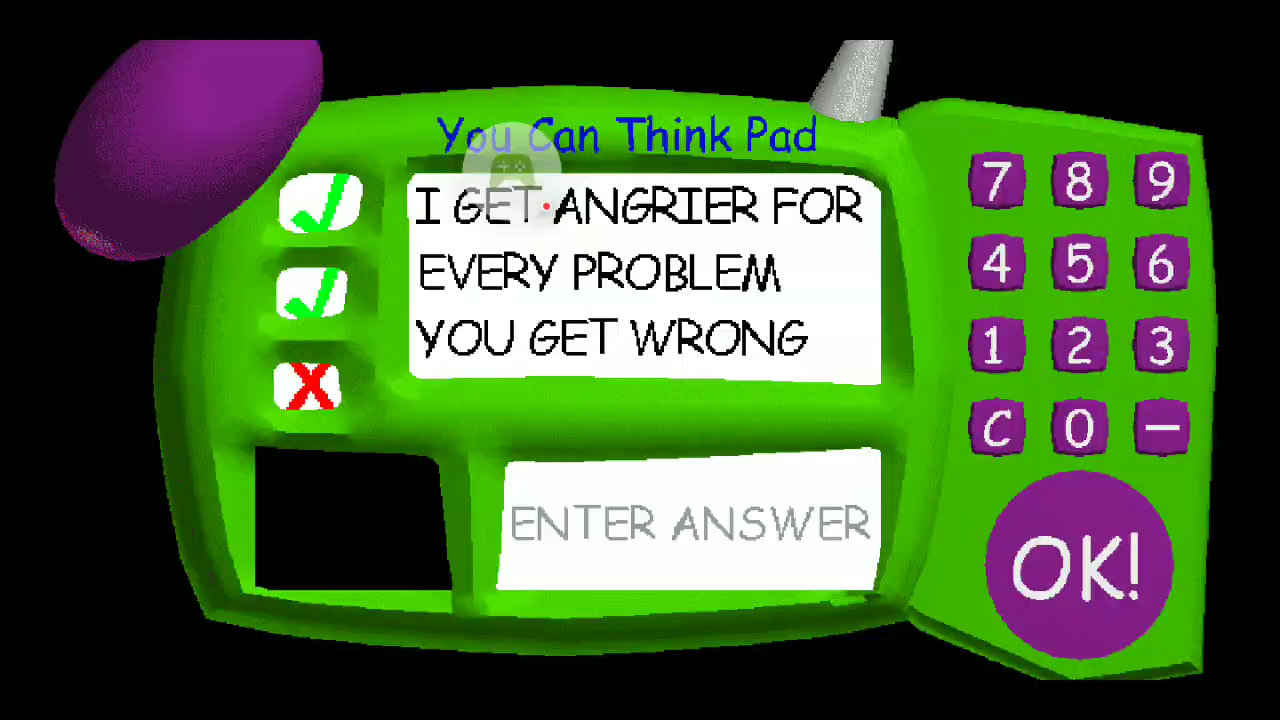 You Can Think Pad
I GET ANGRIER FOR
EVERY PROBLEM
YOU GET WRONG
ENTER ANSWER
7 8 9
4 5 6
1 2 3
C 0 −
OK!